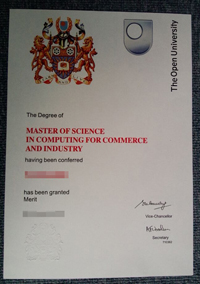 The Open University
The Degree of
MASTER OF SCIENCE
IN COMPUTING FOR COMMERCE
AND INDUSTRY
having been conferred
has been granted
Merit
Vice-Chancellor
Secretary